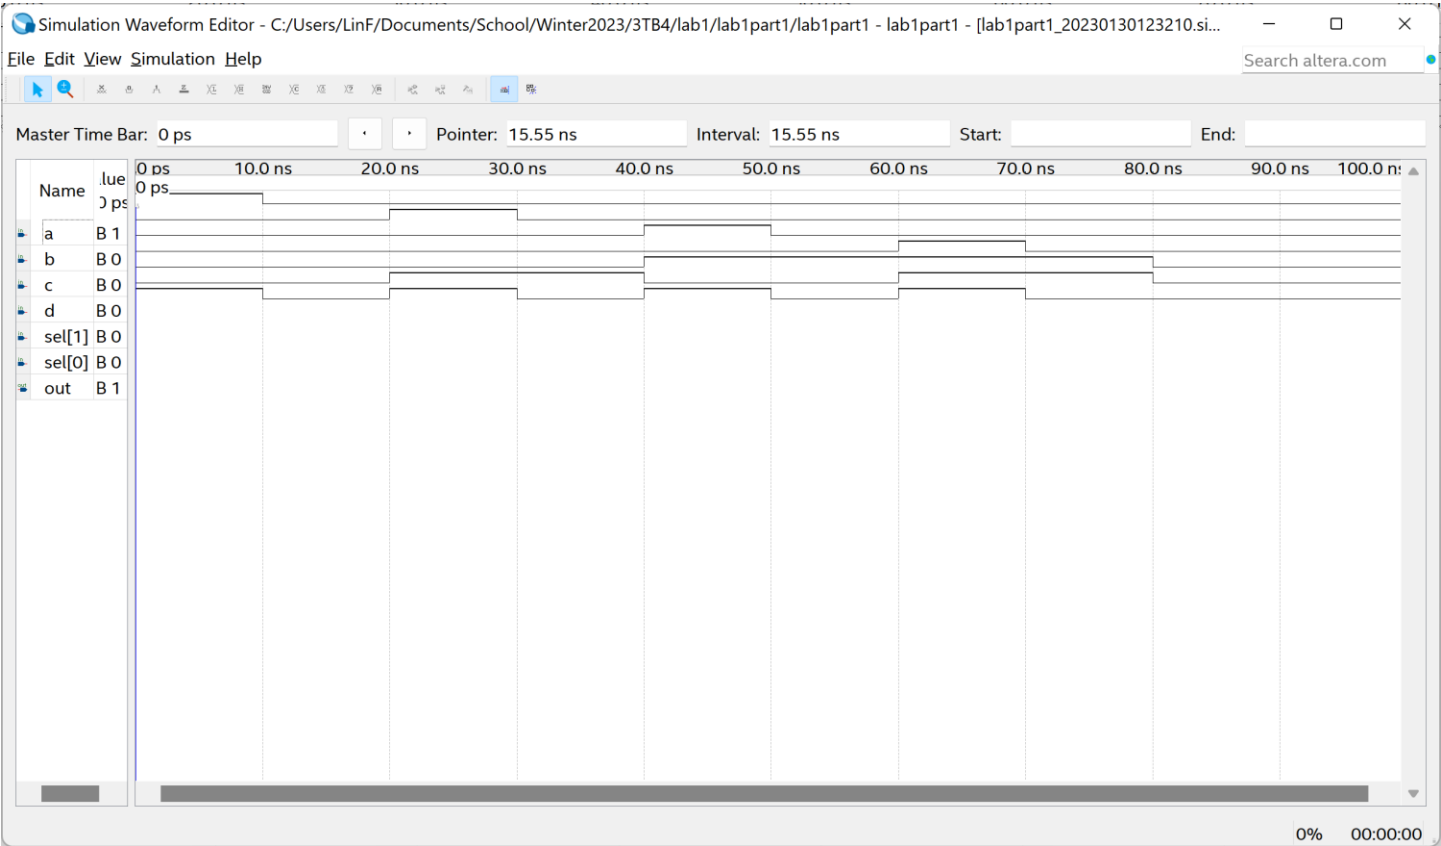 Simulation Waveform Editor - C:/Users/LinF/Documents/School/Winter2023/3TB4/lab1/lab1part1/lab1part1 - lab1part1 - [lab1part1_20230130123210.si...
File Edit View Simulation Help
Search altera.com
Master Time Bar: 0 ps Pointer: 15.55 ns Interval: 15.55 ns Start: End:
0 ps 10.0 ns 20.0 ns 30.0 ns 40.0 ns 50.0 ns 60.0 ns 70.0 ns 80.0 ns 90.0 ns 100.0 n
Name lue 0 ps
ps
a B 1
b B 0
c B 0
d B 0
sel[1] B 0
sel[0] B 0
out B 1
0% 00:00:00